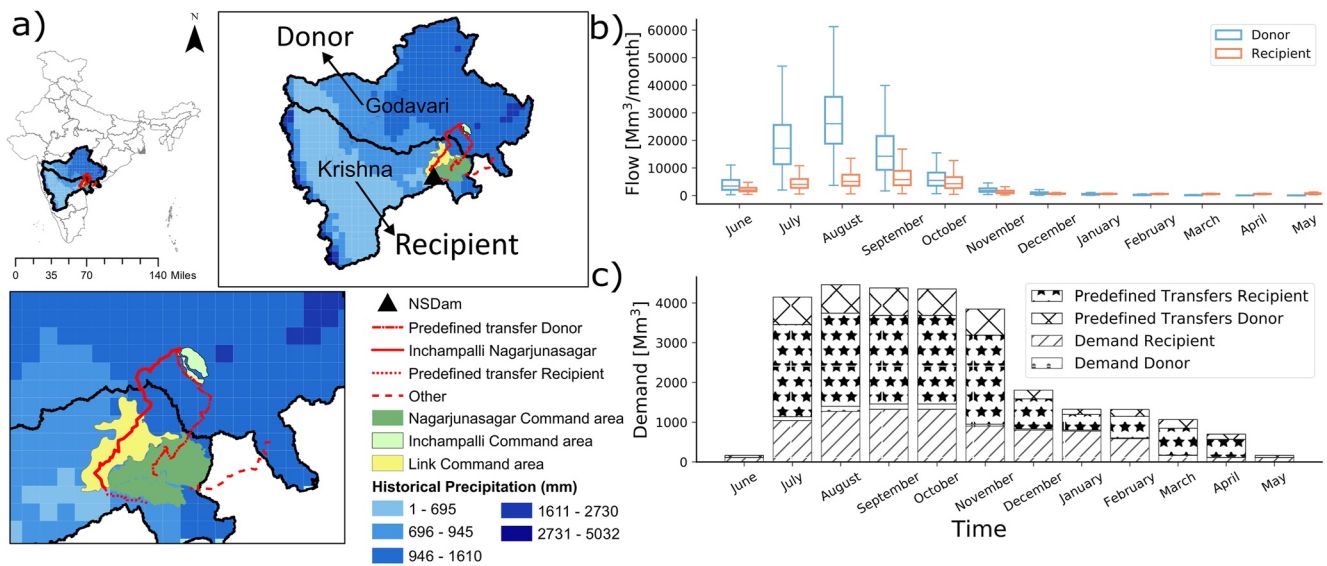 a)
N
0 35 70 140 Miles
Donor
Godavari
Krishna
Recipient
NSDam
Predefined transfer Donor
Inchampalli Nagarjunasagar
Predefined transfer Recipient
Other
Nagarjunasagar Command area
Inchampalli Command area
Link Command area
Historical Precipitation (mm)
1 - 695
696 - 945
946 - 1610
1611 - 2730
2731 - 5032
b)
Flow [Mm³/month]
60000
50000
40000
30000
20000
10000
0
Donor
Recipient
June July August September October November December January February March April May
c)
Demand [Mm³]
4000
3000
2000
1000
0
Predefined Transfers Recipient
Predefined Transfers Donor
Demand Recipient
Demand Donor
June July August September October November December January February March April May
Time